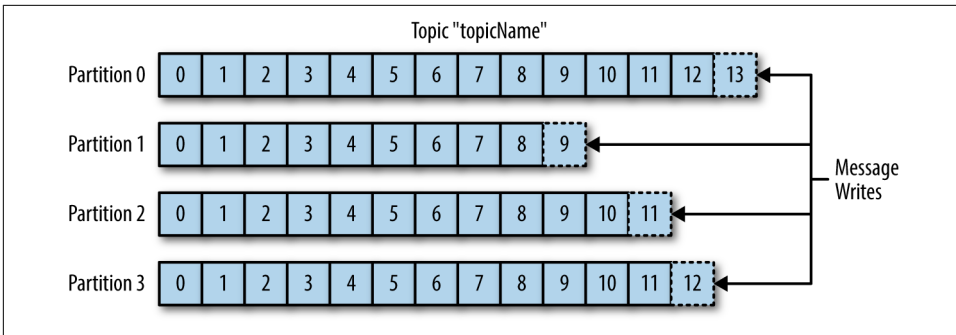 Topic "topicName"
Partition 0 0 1 2 3 4 5 6 7 8 9 10 11 12 13
Partition 1 0 1 2 3 4 5 6 7 8 9
Message
Writes
Partition 2 0 1 2 3 4 5 6 7 8 9 10 11
Partition 3 0 1 2 3 4 5 6 7 8 9 10 11 12